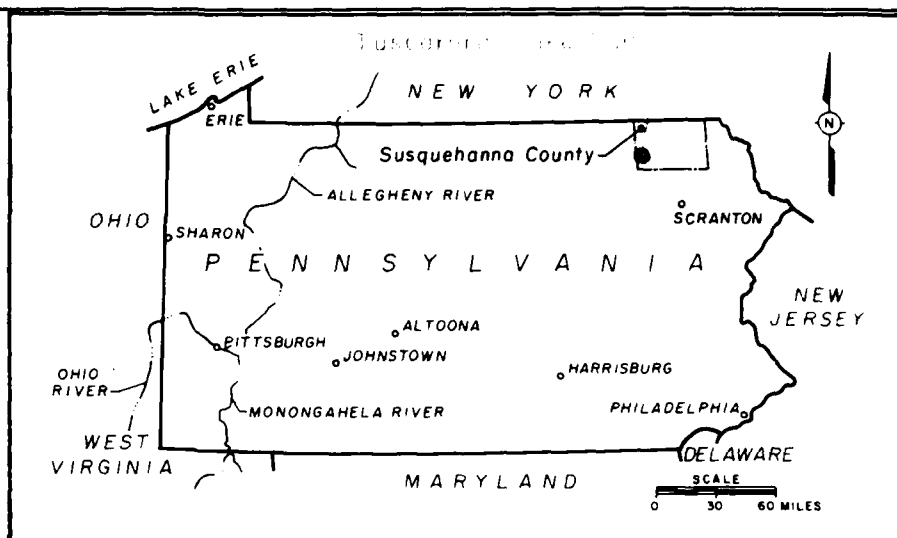 LAKE ERIE
NEW YORK
ERIE
N
Susquehanna County
ALLEGHENY RIVER
OHIO
SCRANTON
SHARON
PENNSYLVANIA
NEW
JERSEY
ALTOONA
PITTSBURGH
JOHNSTOWN
OHIO
RIVER
HARRISBURG
MONONGAHELA RIVER
PHILADELPHIA
WEST
VIRGINIA
DELAWARE
MARYLAND
SCALE
0 30 60 MILES